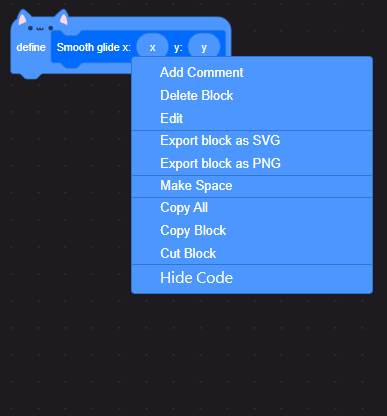 define Smooth glide x: x y: y
Add Comment
Delete Block
Edit
Export block as SVG
Export block as PNG
Make Space
Copy All
Copy Block
Cut Block
Hide Code